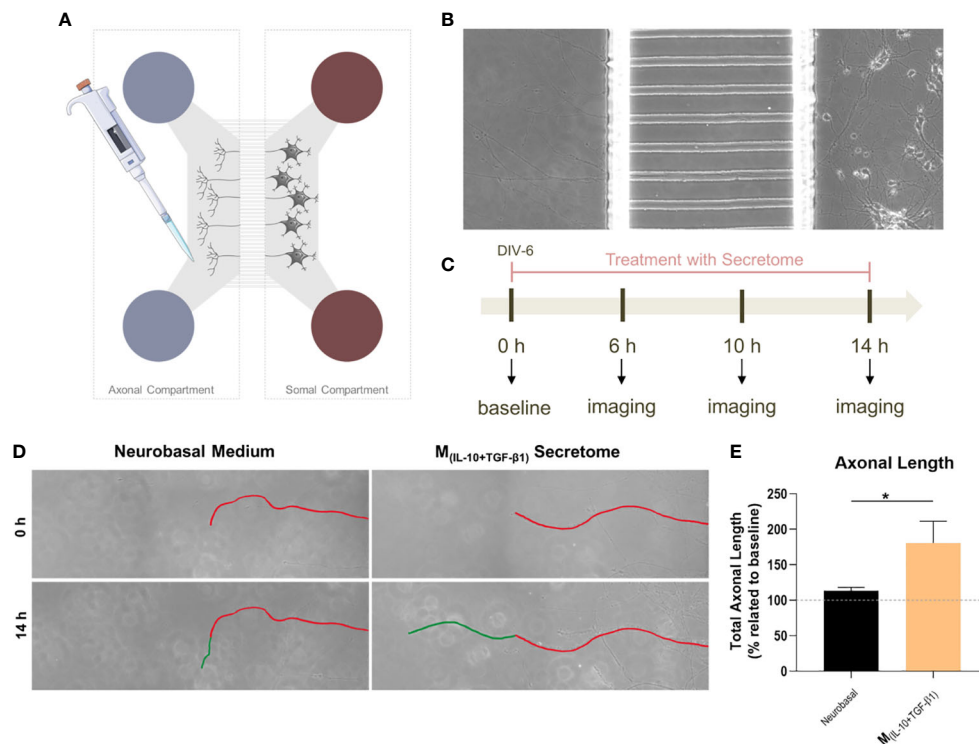 A
Axonal Compartment
Somal Compartment
B
C
DIV-6
Treatment with Secretome
0 h
6 h
10 h
14 h
baseline
imaging
imaging
imaging
D
Neurobasal Medium
M(IL-10+TGF-β1) Secretome
0 h
14 h
E
Axonal Length
*
Total Axonal Length
(% related to baseline)
250
200
150
100
50
0
Neurobasal
M(IL-10+TGF-β1)